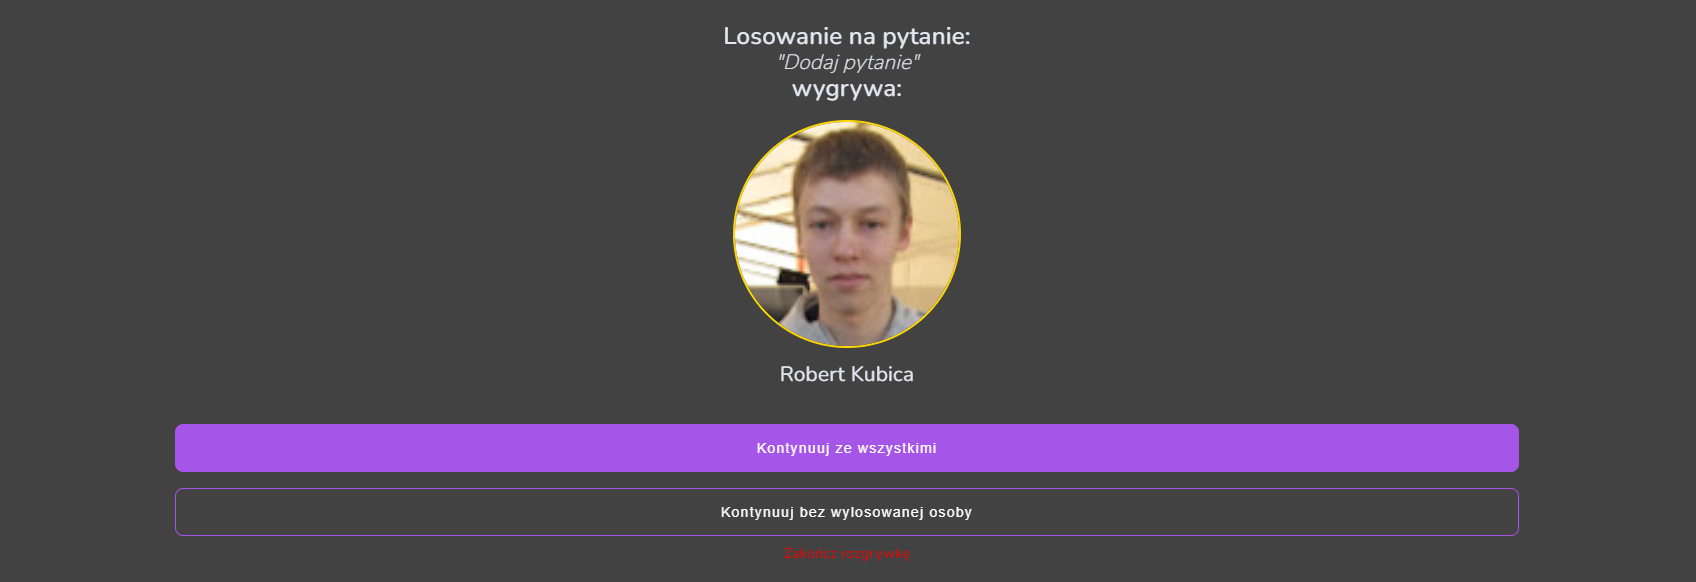 Losowanie na pytanie:
"Dodaj pytanie"
wygrywa:
Robert Kubica
Kontynuuj ze wszystkimi
Kontynuuj bez wylosowanej osoby
Zakończ rozgrywkę